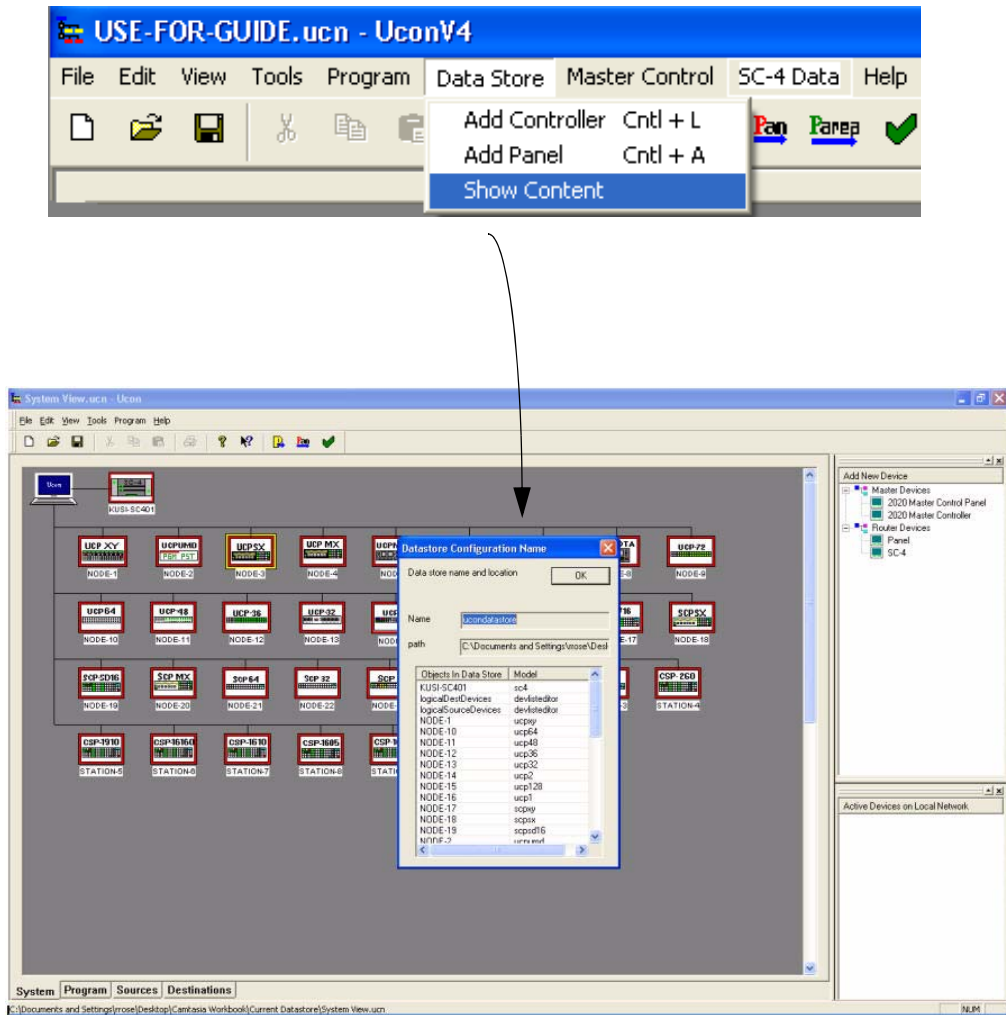 USE-FOR-GUIDE.ucn - UconV4
File Edit View Tools Program Data Store Master Control SC-4 Data Help
Add Controller Cntl + L
Add Panel Cntl + A
Show Content
Pan Parep
System View.ucn - Ucon
File Edit View Tools Program Help
Ucon
KUSI-SC401
UCP XY UCPUMD UCPSX UCP MX UCP-72
NODE-1 NODE-2 NODE-3 NODE-4 NODE-9
UCP64 UCP-48 UCP-36 UCP-32 SCPSX
NODE-10 NODE-11 NODE-12 NODE-13 NODE-18
SCP SD16 SCP MX SCP64 SCP 32 SCP CSP-260
NODE-19 NODE-20 NODE-21 NODE-22 STATION-4
CSP-1910 CSP-16160 CSP-1610 CSP-1605
STATION-5 STATION-6 STATION-7 STATION-8
Datastore Configuration Name
Data store name and location OK
Name ucondatastore
path C:\Documents and Settings\rrose\Desl
Objects In Data Store Model
KUSI-SC401 sc4
logicalDestDevices devlisteditor
logicalSourceDevices devlisteditor
NODE-1 ucpxy
NODE-10 ucp64
NODE-11 ucp48
NODE-12 ucp36
NODE-13 ucp32
NODE-14 ucp2
NODE-15 ucp128
NODE-16 ucp1
NODE-17 scpxy
NODE-18 scpsx
NODE-19 scpsd16
NODE-2 ucpumd
Add New Device
Master Devices
2020 Master Control Panel
2020 Master Controller
Router Devices
Panel
SC-4
Active Devices on Local Network
System Program Sources Destinations
C:\Documents and Settings\rrose\Desktop\Camtasia Workbook\Current Datastore\System View.ucn NUM